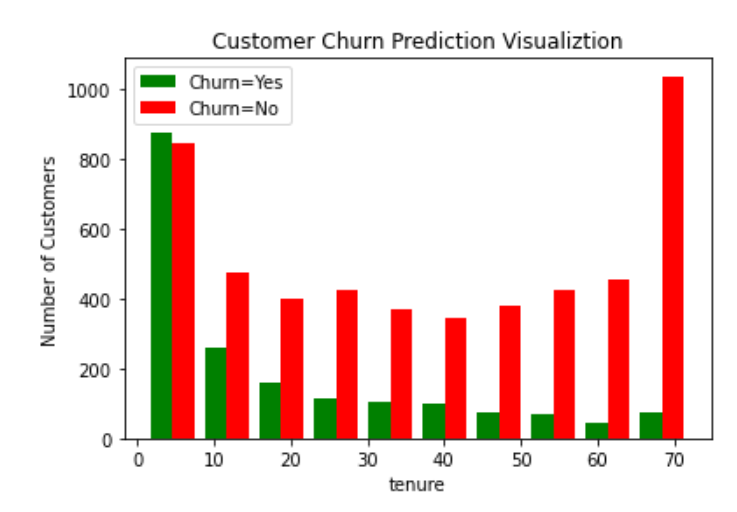 Customer Churn Prediction Visualiztion
Churn=Yes
Churn=No
Number of Customers
1000
800
600
400
200
0
0 10 20 30 40 50 60 70
tenure